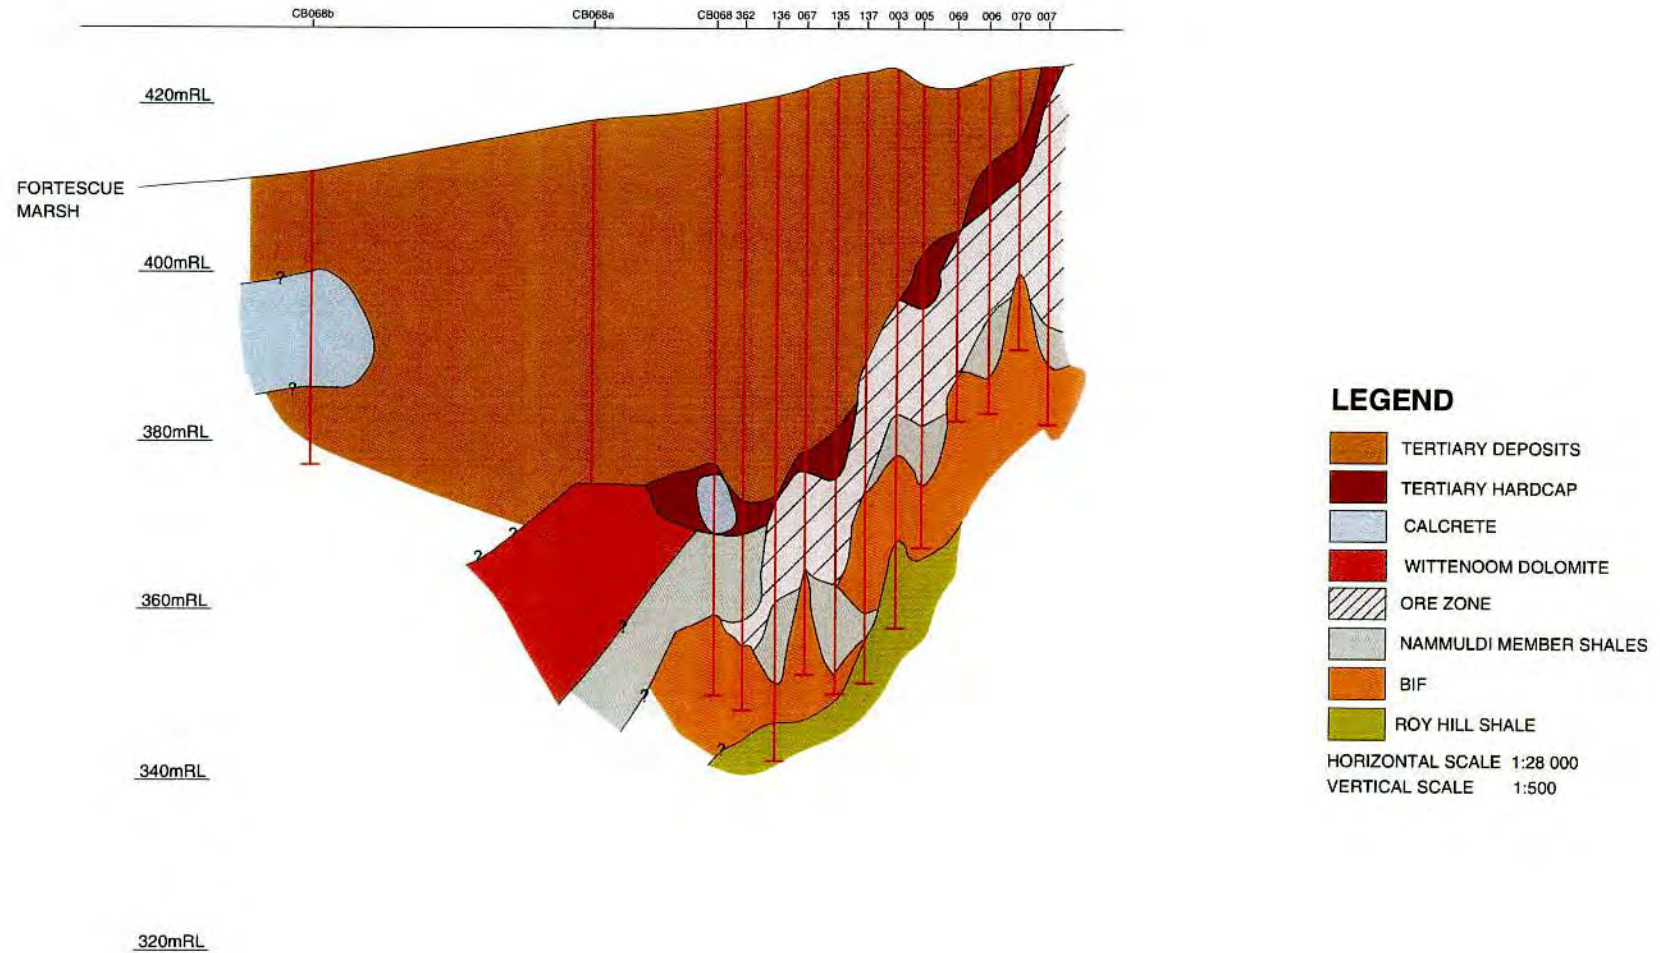 CB068b CB068a CB068 362 136 067 135 137 003 005 069 006 070 007
420mRL
FORTESCUE
MARSH
400mRL
?
?
380mRL
?
?
360mRL
?
?
?
340mRL
320mRL
LEGEND
TERTIARY DEPOSITS
TERTIARY HARDCAP
CALCRETE
WITTENOOM DOLOMITE
ORE ZONE
NAMMULDI MEMBER SHALES
BIF
ROY HILL SHALE
HORIZONTAL SCALE 1:28 000
VERTICAL SCALE 1:500